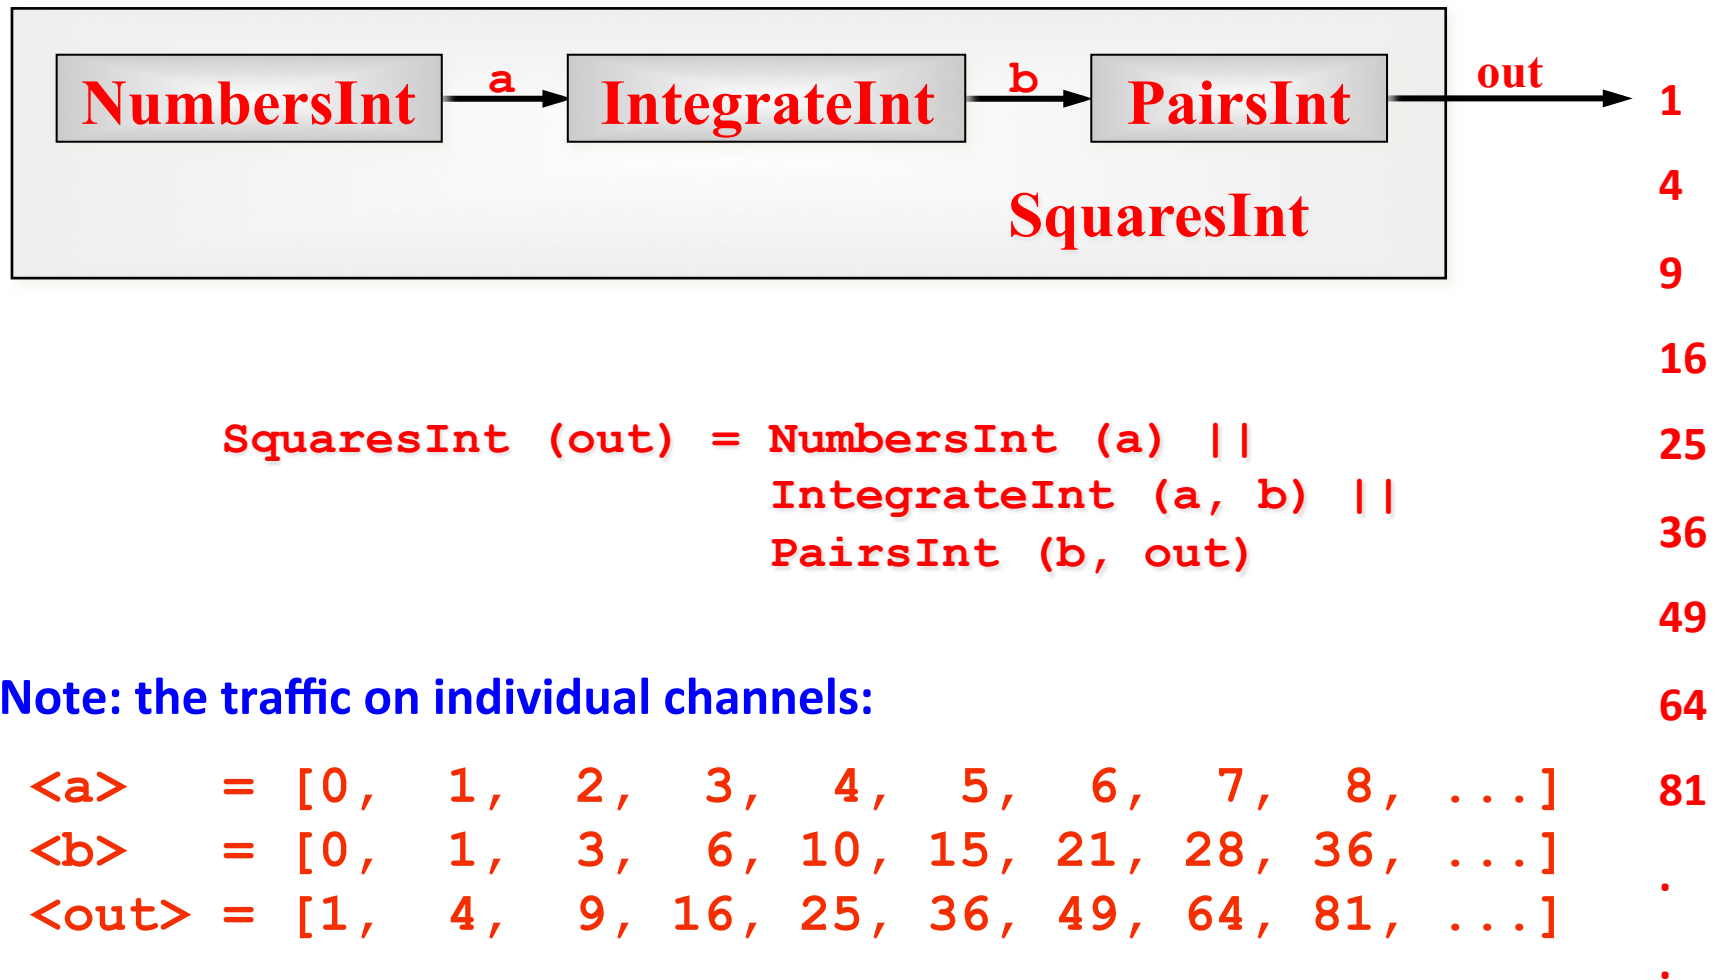 NumbersInt a IntegrateInt b PairsInt out
SquaresInt
1
4
9
16
25
36
49
64
81
.
.
SquaresInt (out) = NumbersInt (a) ||
IntegrateInt (a, b) ||
PairsInt (b, out)
Note: the traffic on individual channels:
<a> = [0, 1, 2, 3, 4, 5, 6, 7, 8, ...]
<b> = [0, 1, 3, 6, 10, 15, 21, 28, 36, ...]
<out> = [1, 4, 9, 16, 25, 36, 49, 64, 81, ...]